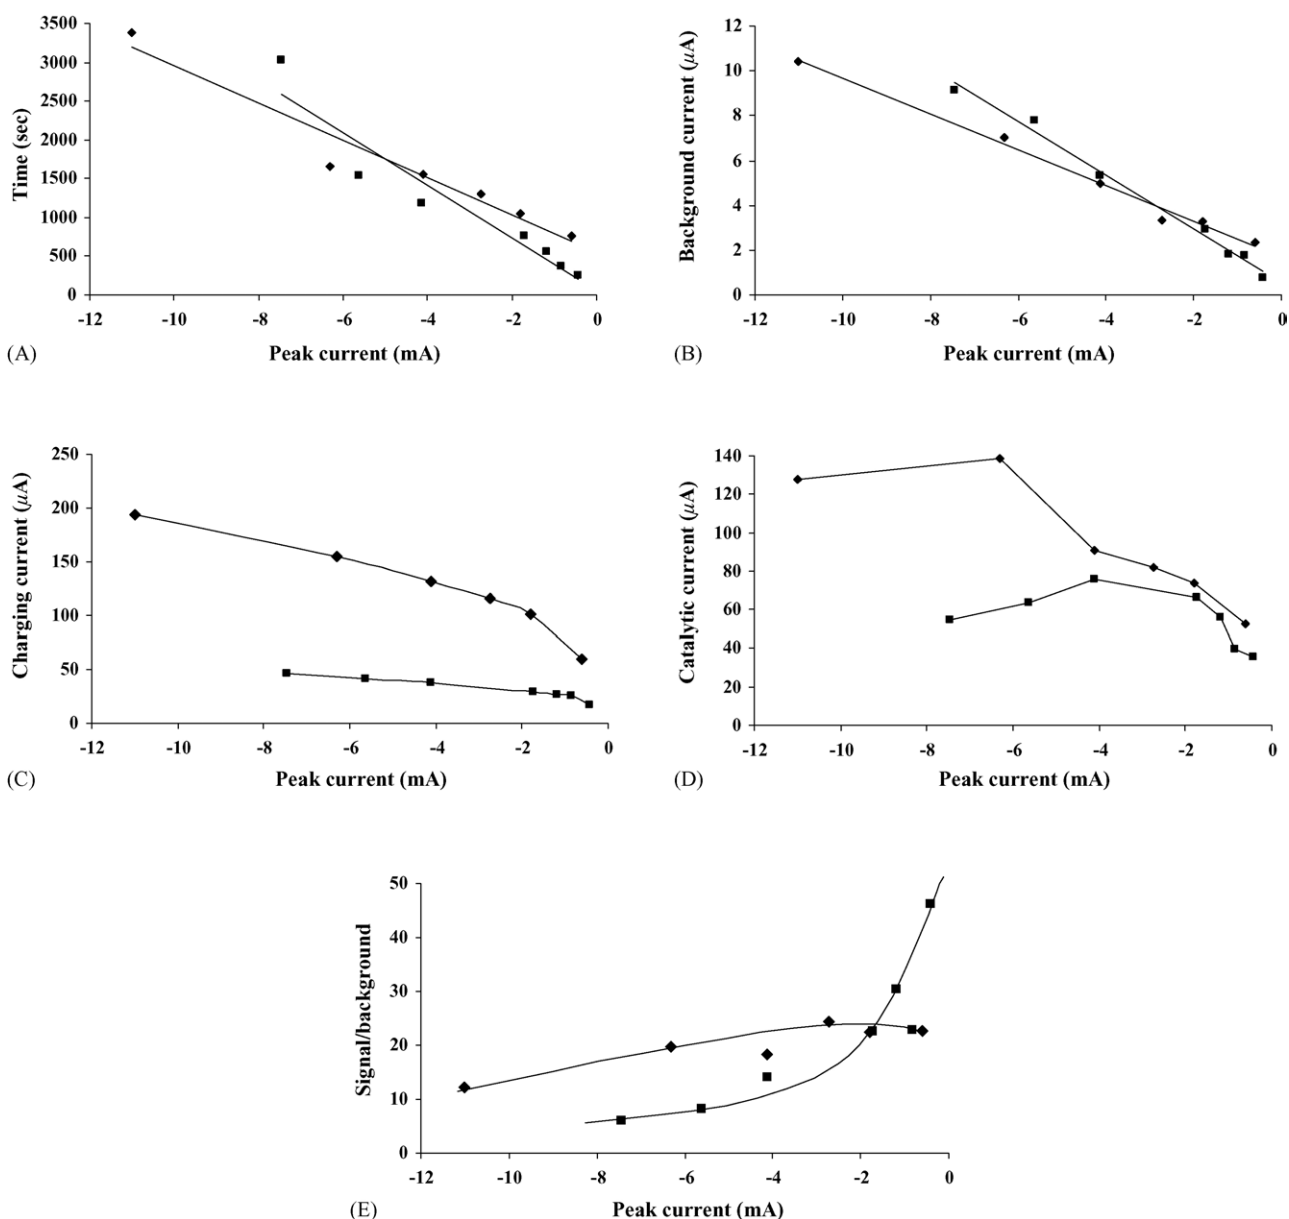 3500
3000
2500
2000
1500
1000
500
0
Time (sec)
-12 -10 -8 -6 -4 -2 0
Peak current (mA)
(A)
12
10
8
6
4
2
0
Background current (μA)
-12 -10 -8 -6 -4 -2 0
Peak current (mA)
(B)
250
200
150
100
50
0
Charging current (μA)
-12 -10 -8 -6 -4 -2 0
Peak current (mA)
(C)
140
120
100
80
60
40
20
0
Catalytic current (μA)
-12 -10 -8 -6 -4 -2 0
Peak current (mA)
(D)
50
40
30
20
10
0
Signal/background
-12 -10 -8 -6 -4 -2 0
Peak current (mA)
(E)